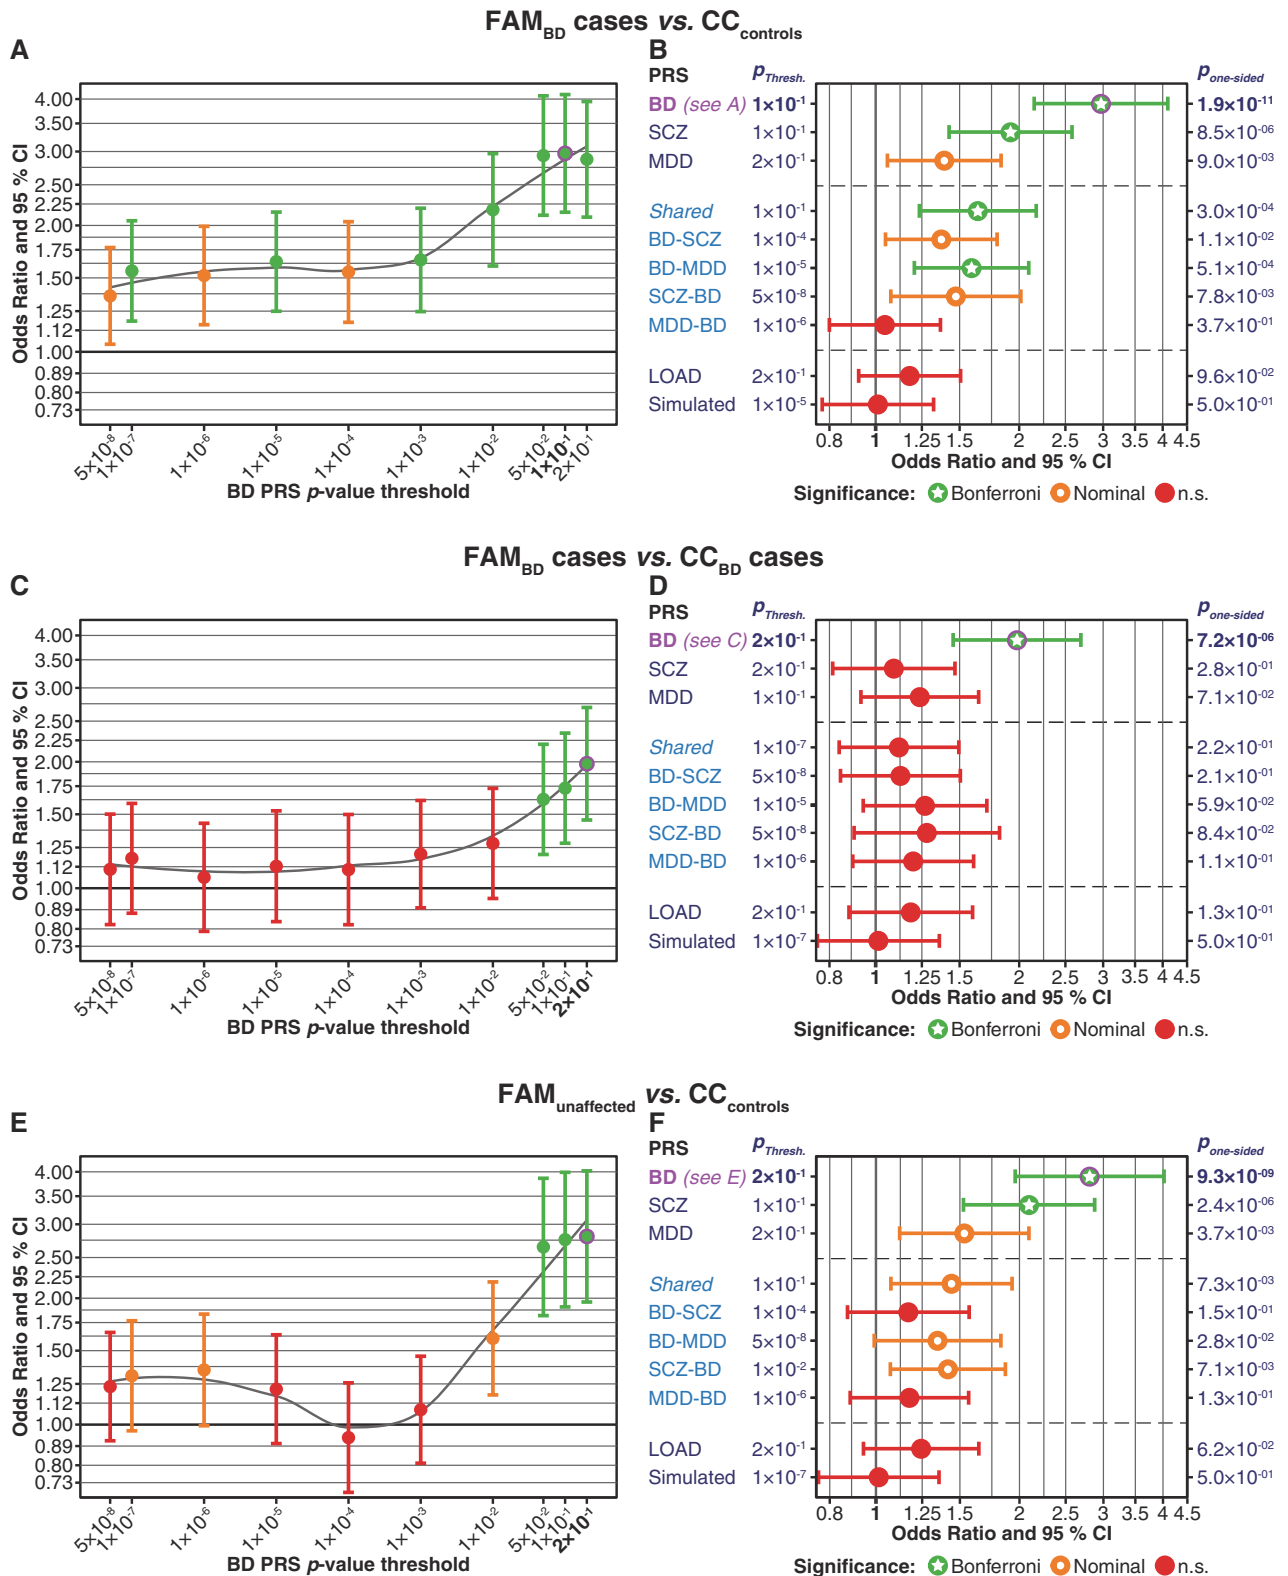 FAM_BD cases vs. CC_controls
A
4.00
3.50
3.00
2.50
2.25
2.00
1.75
1.50
1.25
1.12
1.00
0.89
0.80
0.73
Odds Ratio and 95 % CI
5×10⁻⁸ 1×10⁻⁷ 1×10⁻⁶ 1×10⁻⁵ 1×10⁻⁴ 1×10⁻³ 1×10⁻² 5×10⁻² 1×10⁻¹ 2×10⁻¹
BD PRS p-value threshold
B
PRS p_Thresh. p_one-sided
BD (see A) 1×10⁻¹ 1.9×10⁻¹¹
SCZ 1×10⁻¹ 8.5×10⁻⁰⁶
MDD 2×10⁻¹ 9.0×10⁻⁰³
Shared 1×10⁻¹ 3.0×10⁻⁰⁴
BD-SCZ 1×10⁻⁴ 1.1×10⁻⁰²
BD-MDD 1×10⁻⁵ 5.1×10⁻⁰⁴
SCZ-BD 5×10⁻⁸ 7.8×10⁻⁰³
MDD-BD 1×10⁻⁶ 3.7×10⁻⁰¹
LOAD 2×10⁻¹ 9.6×10⁻⁰²
Simulated 1×10⁻⁵ 5.0×10⁻⁰¹
0.8 1 1.25 1.5 2 2.5 3 3.5 4 4.5
Odds Ratio and 95 % CI
Significance: Bonferroni Nominal n.s.
FAM_BD cases vs. CC_BD cases
C
4.00
3.50
3.00
2.50
2.25
2.00
1.75
1.50
1.25
1.12
1.00
0.89
0.80
0.73
Odds Ratio and 95 % CI
5×10⁻⁸ 1×10⁻⁷ 1×10⁻⁶ 1×10⁻⁵ 1×10⁻⁴ 1×10⁻³ 1×10⁻² 5×10⁻² 1×10⁻¹ 2×10⁻¹
BD PRS p-value threshold
D
PRS p_Thresh. p_one-sided
BD (see C) 2×10⁻¹ 7.2×10⁻⁰⁶
SCZ 2×10⁻¹ 2.8×10⁻⁰¹
MDD 1×10⁻¹ 7.1×10⁻⁰²
Shared 1×10⁻⁷ 2.2×10⁻⁰¹
BD-SCZ 5×10⁻⁸ 2.1×10⁻⁰¹
BD-MDD 1×10⁻⁵ 5.9×10⁻⁰²
SCZ-BD 5×10⁻⁸ 8.4×10⁻⁰²
MDD-BD 1×10⁻⁶ 1.1×10⁻⁰¹
LOAD 2×10⁻¹ 1.3×10⁻⁰¹
Simulated 1×10⁻⁷ 5.0×10⁻⁰¹
0.8 1 1.25 1.5 2 2.5 3 3.5 4 4.5
Odds Ratio and 95 % CI
Significance: Bonferroni Nominal n.s.
FAM_unaffected vs. CC_controls
E
4.00
3.50
3.00
2.50
2.25
2.00
1.75
1.50
1.25
1.12
1.00
0.89
0.80
0.73
Odds Ratio and 95 % CI
5×10⁻⁸ 1×10⁻⁷ 1×10⁻⁶ 1×10⁻⁵ 1×10⁻⁴ 1×10⁻³ 1×10⁻² 5×10⁻² 1×10⁻¹ 2×10⁻¹
BD PRS p-value threshold
F
PRS p_Thresh. p_one-sided
BD (see E) 2×10⁻¹ 9.3×10⁻⁰⁹
SCZ 1×10⁻¹ 2.4×10⁻⁰⁶
MDD 2×10⁻¹ 3.7×10⁻⁰³
Shared 1×10⁻¹ 7.3×10⁻⁰³
BD-SCZ 1×10⁻⁴ 1.5×10⁻⁰¹
BD-MDD 5×10⁻⁸ 2.8×10⁻⁰²
SCZ-BD 1×10⁻² 7.1×10⁻⁰³
MDD-BD 1×10⁻⁶ 1.3×10⁻⁰¹
LOAD 2×10⁻¹ 6.2×10⁻⁰²
Simulated 1×10⁻⁷ 5.0×10⁻⁰¹
0.8 1 1.25 1.5 2 2.5 3 3.5 4 4.5
Odds Ratio and 95 % CI
Significance: Bonferroni Nominal n.s.